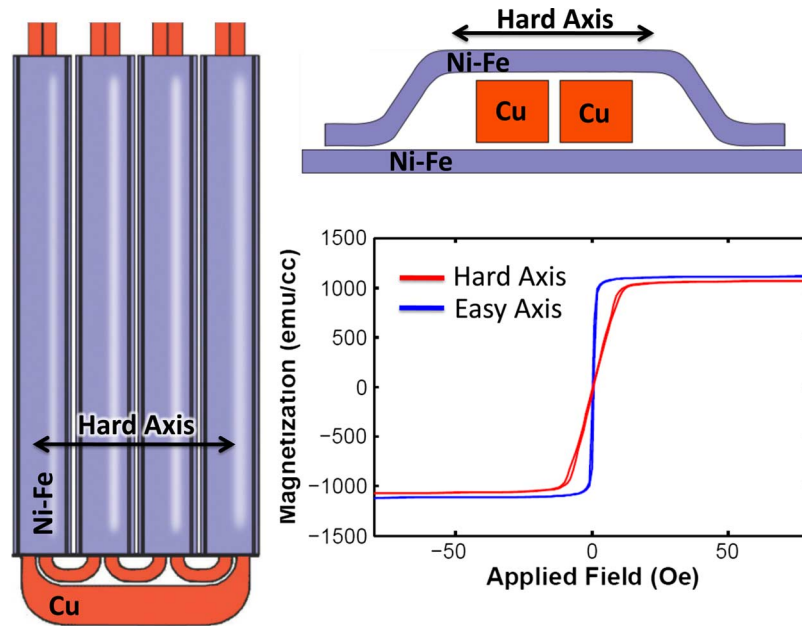 Hard Axis
Ni-Fe
Cu
Hard Axis
Ni-Fe
Cu Cu
Ni-Fe
1500
1000
500
0
−500
−1000
−1500
Magnetization (emu/cc)
Hard Axis
Easy Axis
−50 0 50
Applied Field (Oe)